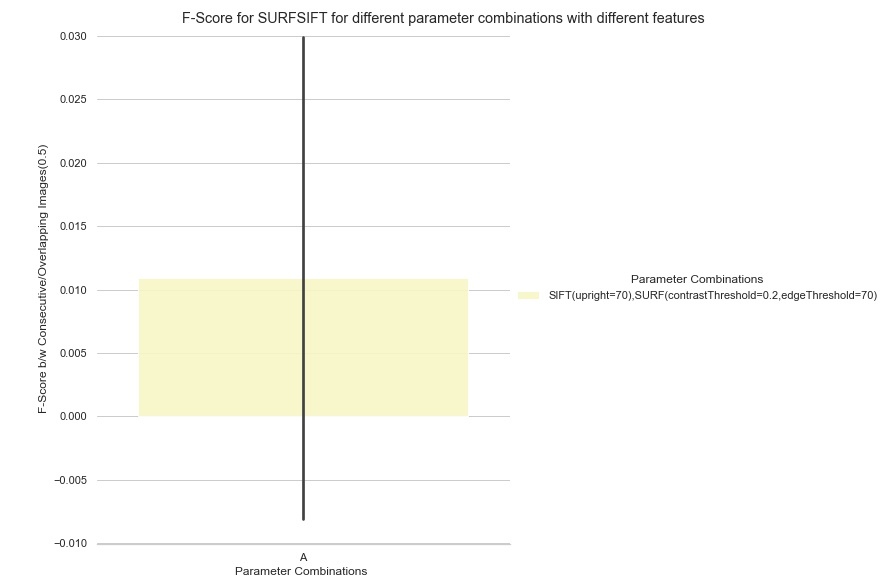 F-Score for SURFSIFT for different parameter combinations with different features
F-Score b/w Consecutive/Overlapping Images(0.5)
0.030
0.025
0.020
0.015
0.010
0.005
0.000
−0.005
−0.010
A
Parameter Combinations
Parameter Combinations
SIFT(upright=70),SURF(contrastThreshold=0.2,edgeThreshold=70)